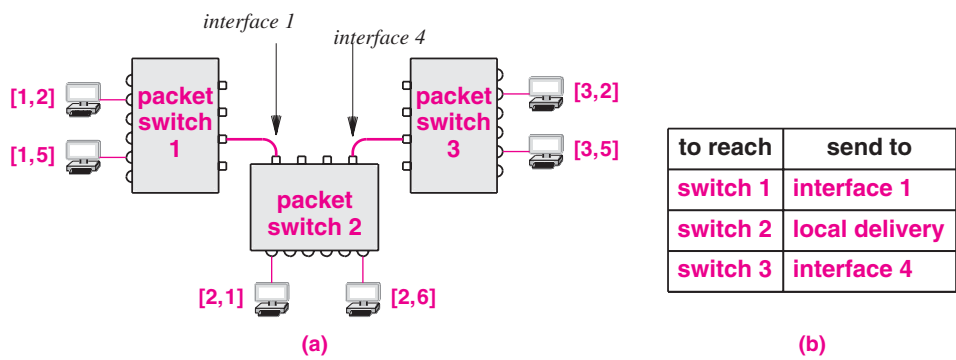 interface 1
interface 4
[1,2]
[1,5]
packet
switch
1
packet
switch
3
[3,2]
[3,5]
packet
switch 2
[2,1]
[2,6]
(a)
to reach send to
switch 1 interface 1
switch 2 local delivery
switch 3 interface 4
(b)